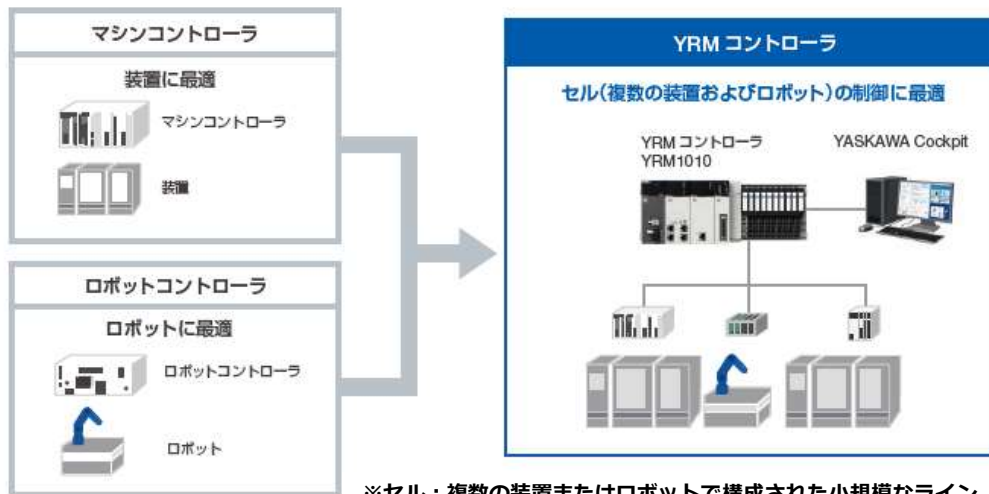 マシンコントローラ
装置に最適
マシンコントローラ
装置
ロボットコントローラ
ロボットに最適
ロボットコントローラ
ロボット
YRM コントローラ
セル(複数の装置およびロボット)の制御に最適
YRM コントローラ
YRM1010
YASKAWA Cockpit
※セル:複数の装置またはロボットで構成された小規模なライン